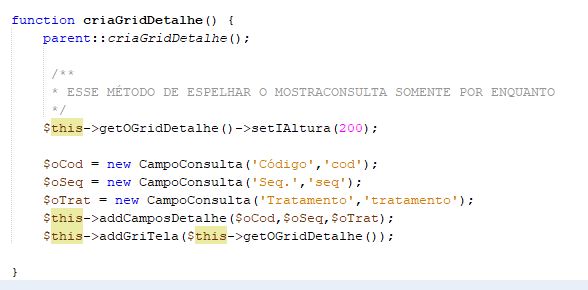 function criaGridDetalhe() {
parent::criaGridDetalhe();
/**
* ESSE MÉTODO DE ESPELHAR O MOSTRACONSULTA SOMENTE POR ENQUANTO
*/
$this->getOGridDetalhe()->setIAltura(200);
$oCod = new CampoConsulta('Código','cod');
$oSeq = new CampoConsulta('Seq.','seq');
$oTrat = new CampoConsulta('Tratamento','tratamento');
$this->addCamposDetalhe($oCod,$oSeq,$oTrat);
$this->addGriTela($this->getOGridDetalhe());
}